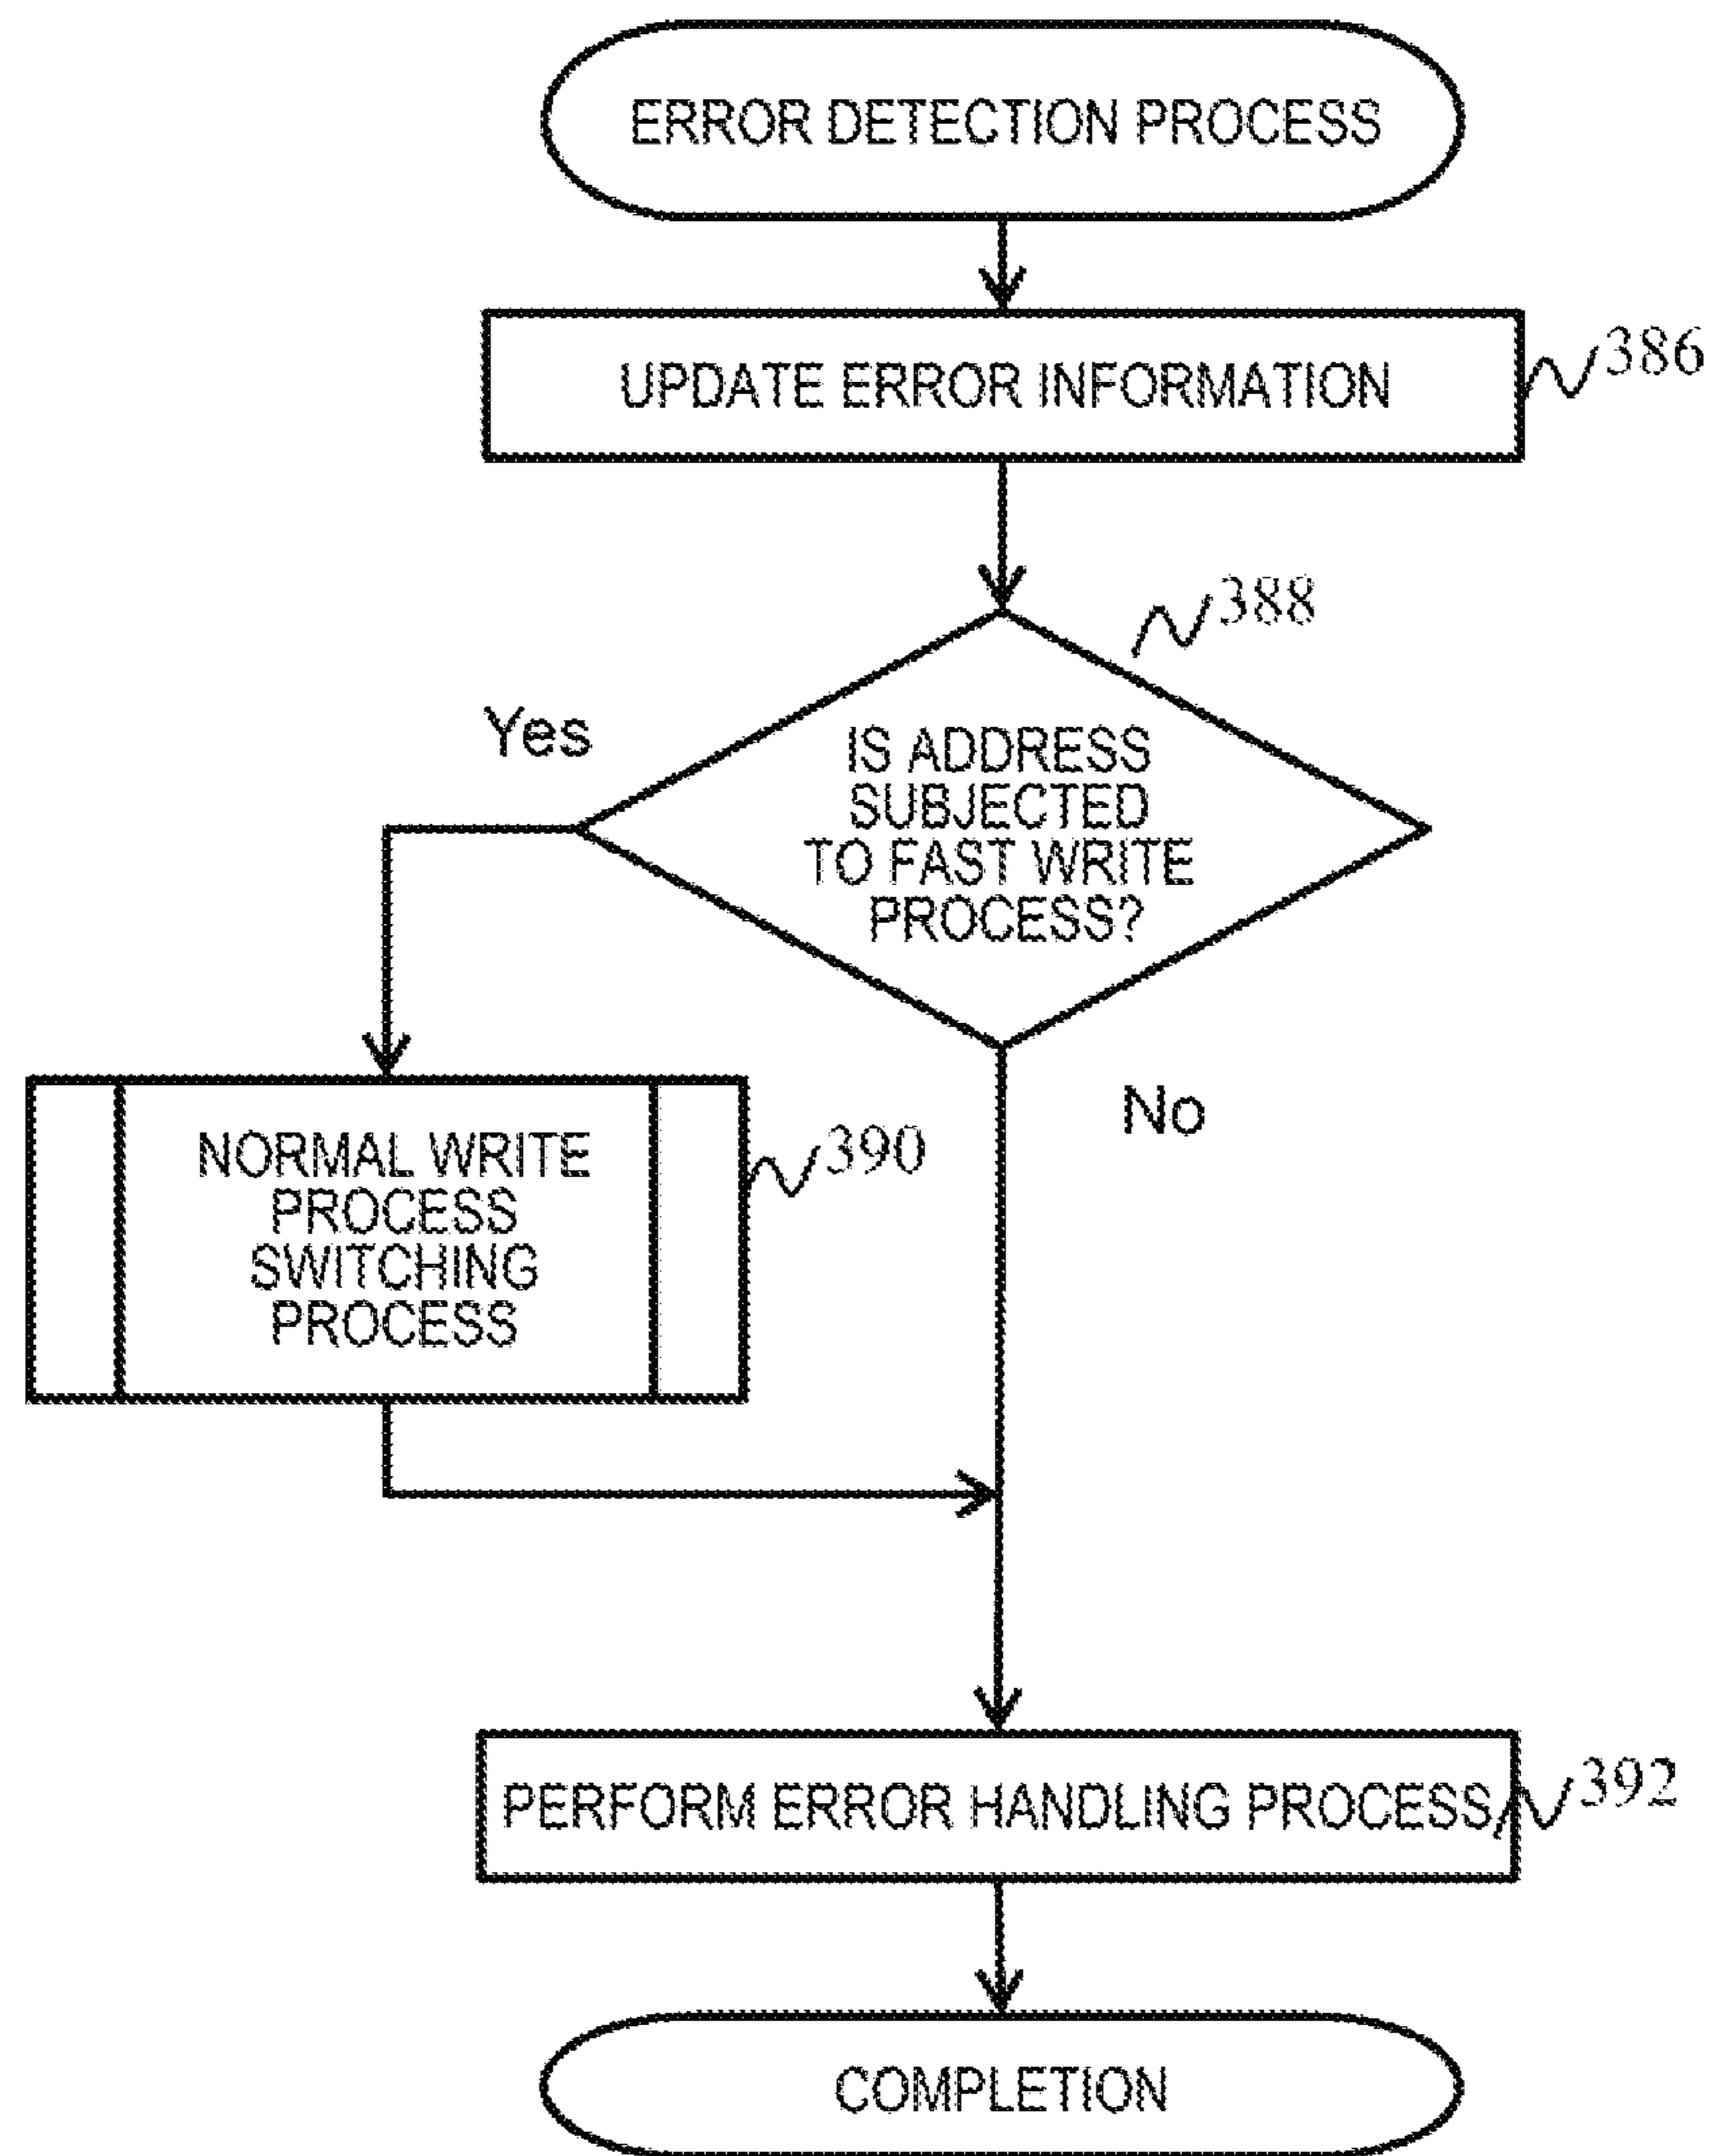 ERROR DETECTION PROCESS
UPDATE ERROR INFORMATION
386
388
Yes
IS ADDRESS
SUBJECTED
TO FAST WRITE
PROCESS?
No
NORMAL WRITE
PROCESS
SWITCHING
PROCESS
390
PERFORM ERROR HANDLING PROCESS
392
COMPLETION